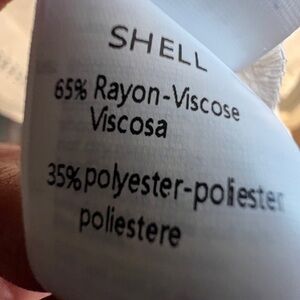 SHELL
65% Rayon-Viscose
Viscosa
35% polyester-poliester
poliestere